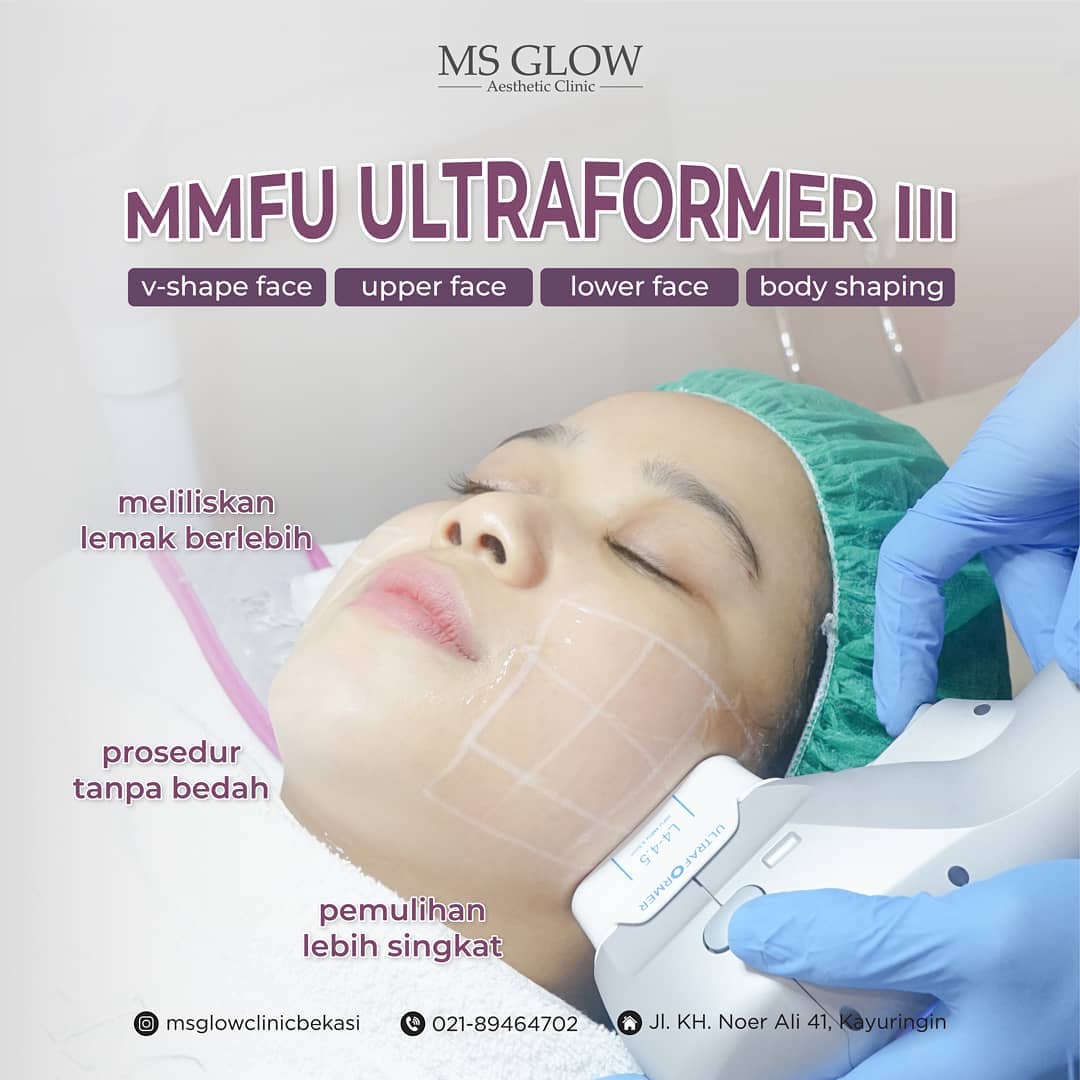 MS GLOW
Aesthetic Clinic
MMFU ULTRAFORMER III
v-shape face upper face lower face body shaping
meliliskan
lemak berlebih
prosedur
tanpa bedah
L4-4.5
ULTRAFORMER
pemulihan
lebih singkat
msglowclinicbekasi 021-89464702 Jl. KH. Noer Ali 41, Kayuringin